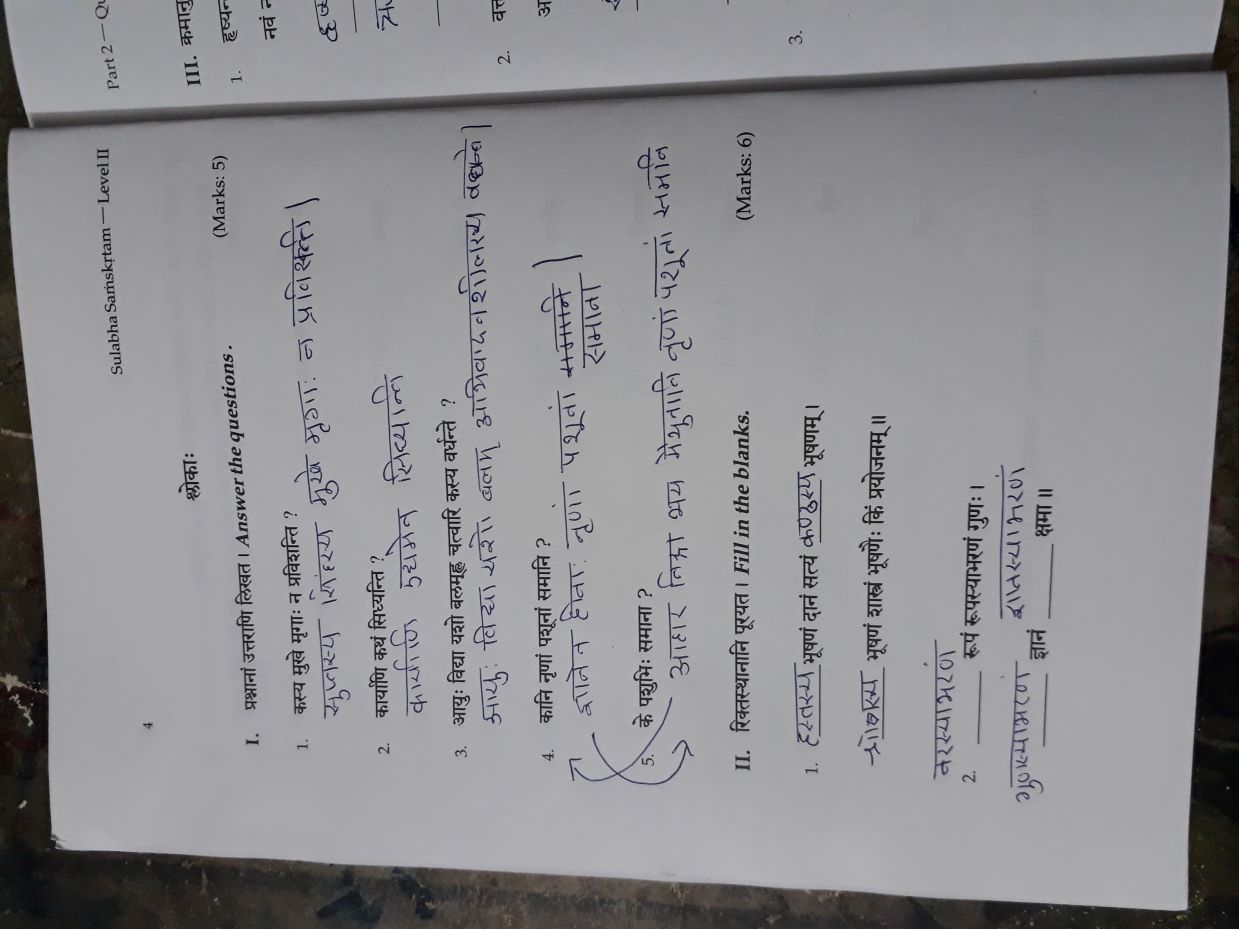 Sulabha Saṁskṛtam — Level II
Part 2 — Qu
4
श्लोकाः
I. प्रश्नानां उत्तराणि लिखत । Answer the questions . (Marks: 5)
1. कस्य मुखे मृगाः न प्रविशन्ति ?
सुप्तस्य सिंहस्य मुखे मृगाः न प्रविसन्ति |
2. कार्याणि कथं सिध्यन्ति ?
कार्याणि उद्यमेन सिध्यान्ति
3. आयुः विद्या यशो बलमूह्न चत्वारि कस्य वर्धन्ते ?
आयुः विद्या यशो बलम् अभिवादनशीलस्य वर्धन्ते |
4. कानि नृणां पशूनां समानि ?
ज्ञानेन हीनाः नृणां पशूनां समानि |
समाना
5. के पशुभिः समाना ?
आहार निद्रा भय मैथुनानि नृणां पशूनां समानि
II. रिक्तस्थानानि पूरयत । Fill in the blanks. (Marks: 6)
1. हस्तस्य भूषणं दानं सत्यं कण्ठस्य भूषणम् ।
श्रोत्रस्य भूषणं शास्त्रं भूषणैः किं प्रयोजनम् ॥
नरस्याभरणं
2. ______ रूपं रूपस्याभरणं गुणः ।
गुणस्याभरणं ज्ञानं ज्ञानस्याभरणं क्षमा ॥
III. क्रमानु
1. हृष्यन
नवं न
2. वत्त
अ
3.